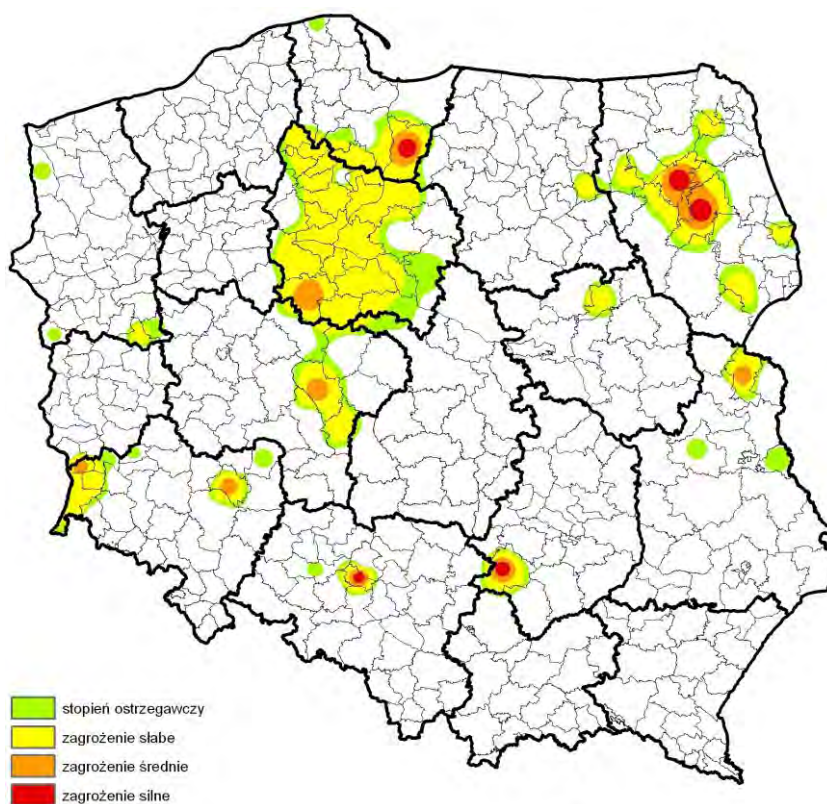 stopień ostrzegawczy
zagrożenie słabe
zagrożenie średnie
zagrożenie silne